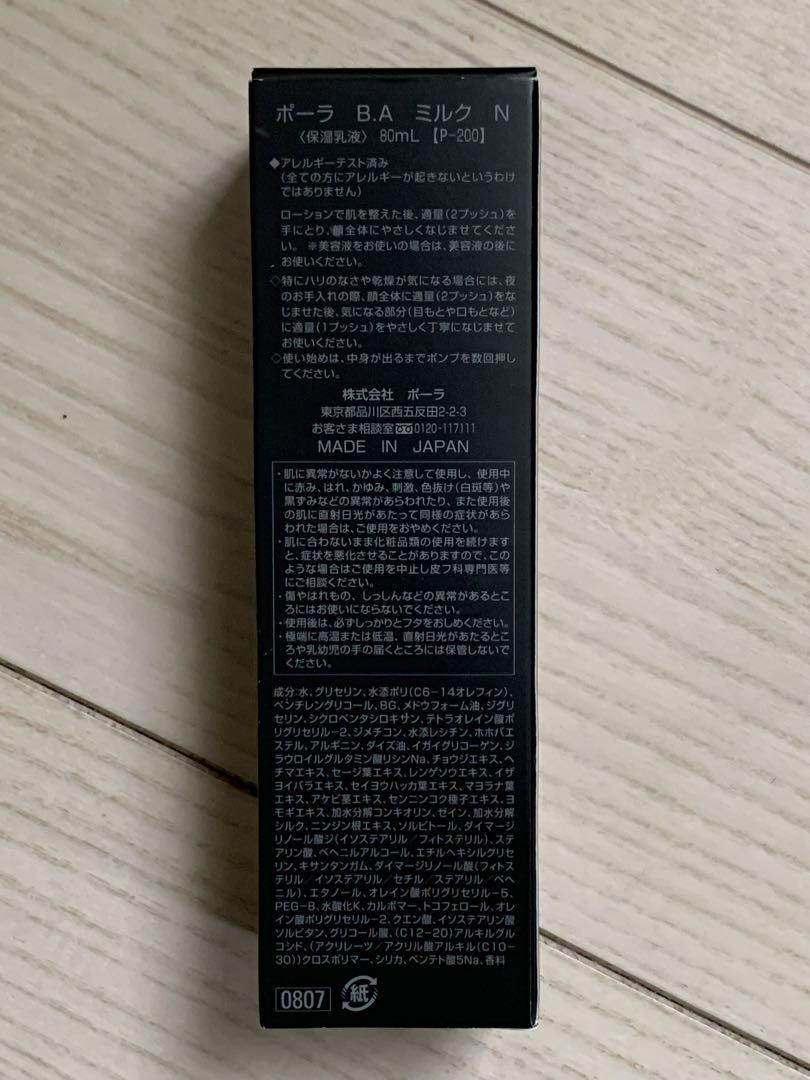 ポーラ B.A ミルク N
〈保湿乳液〉 80mL 【P-200】
◆アレルギーテスト済み
(全ての方にアレルギーが起きないというわけ
ではありません)
ローションで肌を整えた後、適量(2プッシュ)を
手にとり、顔全体にやさしくなじませてくださ
い。 ※美容液をお使いの場合は、美容液の後に
お使いください。
◇特にハリのなさや乾燥が気になる場合には、夜
のお手入れの際、顔全体に適量(2プッシュ)をな
じませた後、気になる部分(目もとや口もとなど)
に適量(1プッシュ)をやさしく丁寧になじませて
お使いください。
◇使い始めは、中身が出るまでポンプを数回押し
てください。
株式会社 ポーラ
東京都品川区西五反田2-2-3
お客さま相談室 0120-117111
MADE IN JAPAN
・肌に異常がないかよく注意して使用し、使用中
に赤み、はれ、かゆみ、刺激、色抜け(白斑等)や
黒ずみなどの異常があらわれたり、また使用後
の肌に直射日光があたって同様の症状があら
われた場合は、ご使用をおやめください。
・肌に合わないまま化粧品類の使用を続けます
と、症状を悪化させることがありますので、この
ような場合はご使用を中止し皮フ科専門医等
にご相談ください。
・傷やはれもの、しっしんなどの異常があるとこ
ろにはお使いにならないでください。
・使用後は、必ずしっかりとフタをおしめください。
・極端に高温または低温、直射日光があたるとこ
ろや乳幼児の手の届くところには保管しないで
ください。
成分:水、グリセリン、水添ポリ(C6-14オレフィン)、
ペンチレングリコール、BG、メドウフォーム油、ジグリ
セリン、シクロペンタシロキサン、テトラオレイン酸ポ
リグリセリル-2、ジメチコン、水添レシチン、ホホバエ
ステル、アルギニン、ダイズ油、イガイグリコーゲン、ジ
ラウロイルグルタミン酸リシンNa、チョウジエキス、ヘ
チマエキス、セージ葉エキス、レンゲソウエキス、イザ
ヨイバラエキス、セイヨウハッカ葉エキス、マヨラナ葉
エキス、アケビ茎エキス、センニンコク種子エキス、ヨ
モギエキス、加水分解コンキオリン、ゼイン、加水分解
シルク、ニンジン根エキス、ソルビトール、ダイマージ
リノール酸ジ(イソステアリル/フィトステリル)、ステ
アリン酸、ベヘニルアルコール、エチルヘキシルグリセ
リン、キサンタンガム、ダイマージリノール酸(フィトス
テリル/イソステアリル/セチル/ステアリル/ベヘ
ニル)、エタノール、オレイン酸ポリグリセリル-5、
PEG-8、水酸化K、カルボマー、トコフェロール、オレ
イン酸ポリグリセリル-2、クエン酸、イソステアリン酸
ソルビタン、グリコール酸、(C12-20)アルキルグル
コシド、(アクリレーツ/アクリル酸アルキル(C10-
30))クロスポリマー、シリカ、ペンテト酸5Na、香料
0807 紙